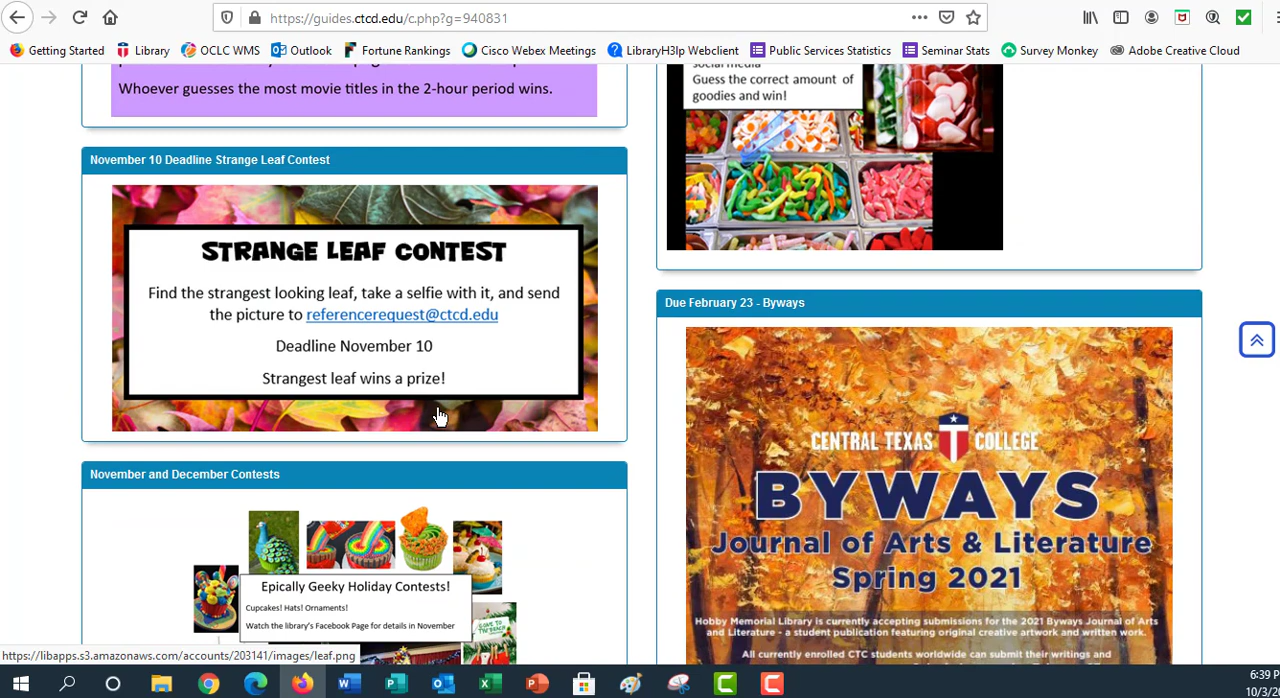 https://guides.ctcd.edu/c.php?g=940831
Getting Started
Library
OCLC WMS
Outlook
Fortune Rankings
Cisco Webex Meetings
LibraryH3lp Webclient
Public Services Statistics
Seminar Stats
Survey Monkey
Adobe Creative Cloud
Whoever guesses the most movie titles in the 2-hour period wins.
November 10 Deadline Strange Leaf Contest
STRANGE LEAF CONTEST
Find the strangest looking leaf, take a selfie with it, and send
the picture to referencerequest@ctcd.edu
Deadline November 10
Strangest leaf wins a prize!
November and December Contests
Epically Geeky Holiday Contests!
Cupcakes! Hats! Ornaments!
Watch the library's Facebook Page for details in November
social media
Guess the correct amount of
goodies and win!
Due February 23 - Byways
CENTRAL TEXAS COLLEGE
BYWAYS
Journal of Arts & Literature
Spring 2021
Hobby Memorial Library is currently accepting submissions for the 2021 Byways Journal of Arts
and Literature - a student publication featuring original creative artwork and written work.
All currently enrolled CTC students worldwide can submit their writings and
https://libapps.s3.amazonaws.com/accounts/203141/images/leaf.png
6:39 P
10/3/20